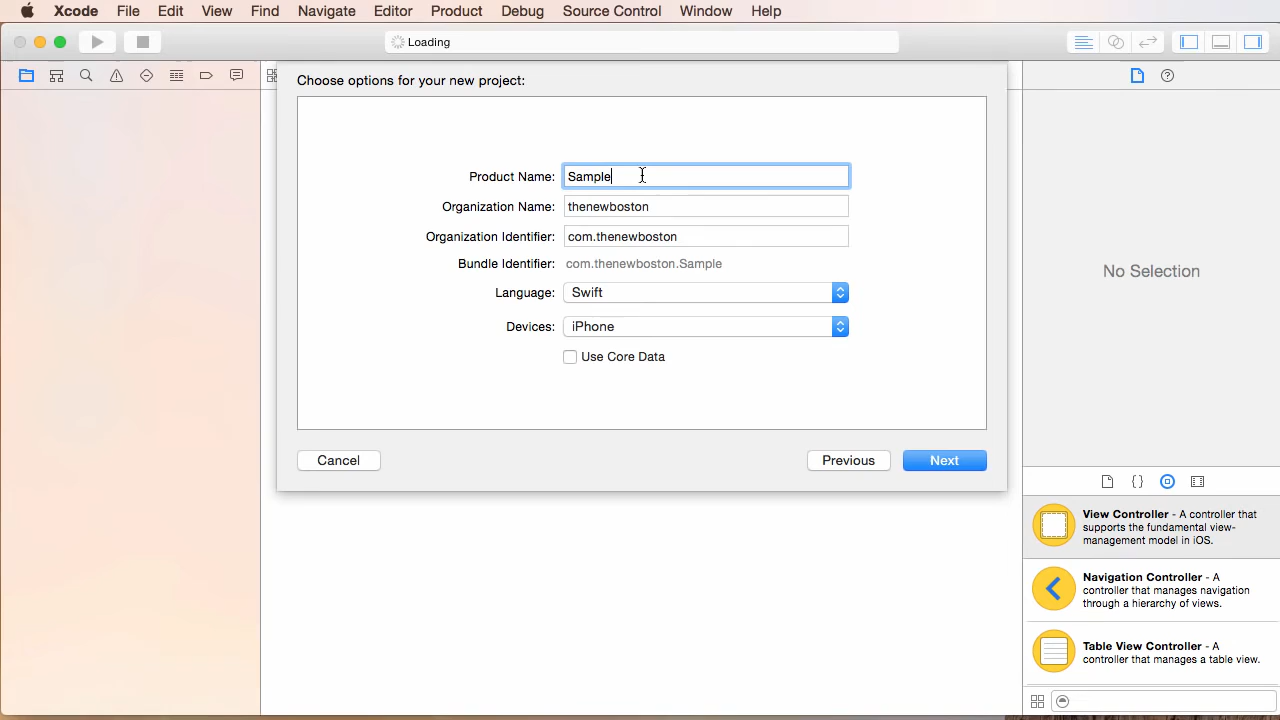 Xcode File Edit View Find Navigate Editor Product Debug Source Control Window Help
Loading
Choose options for your new project:
Product Name: Sample
Organization Name: thenewboston
Organization Identifier: com.thenewboston
Bundle Identifier: com.thenewboston.Sample
Language: Swift
Devices: iPhone
Use Core Data
Cancel Previous Next
No Selection
View Controller - A controller that
supports the fundamental view-
management model in iOS.
Navigation Controller - A
controller that manages navigation
through a hierarchy of views.
Table View Controller - A
controller that manages a table view.